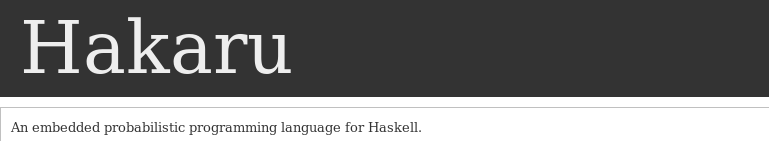 Hakaru
An embedded probabilistic programming language for Haskell.